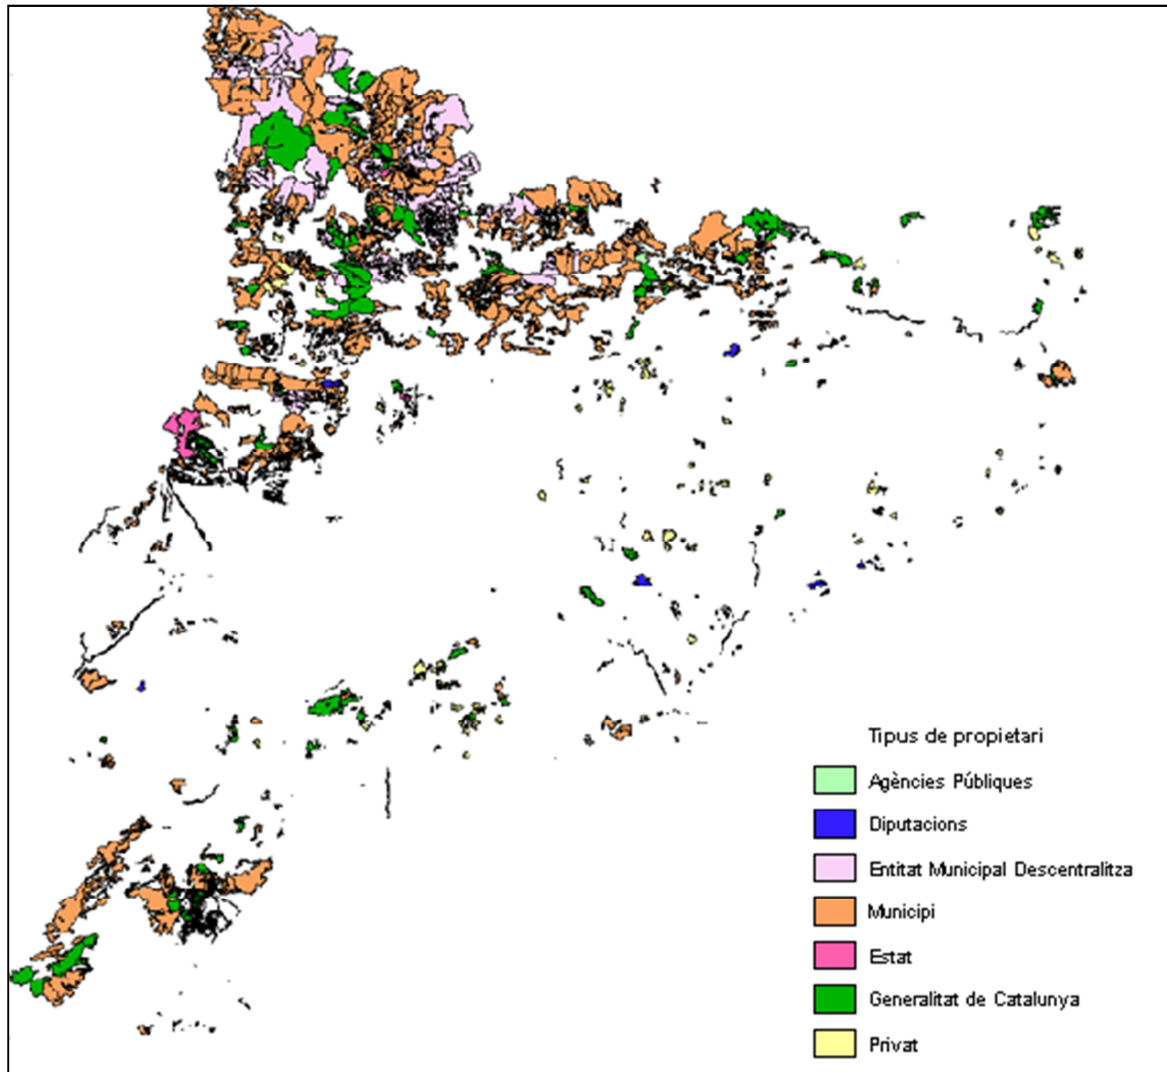 Tipus de propietari
Agències Públiques
Diputacions
Entitat Municipal Descentralitza
Municipi
Estat
Generalitat de Catalunya
Privat